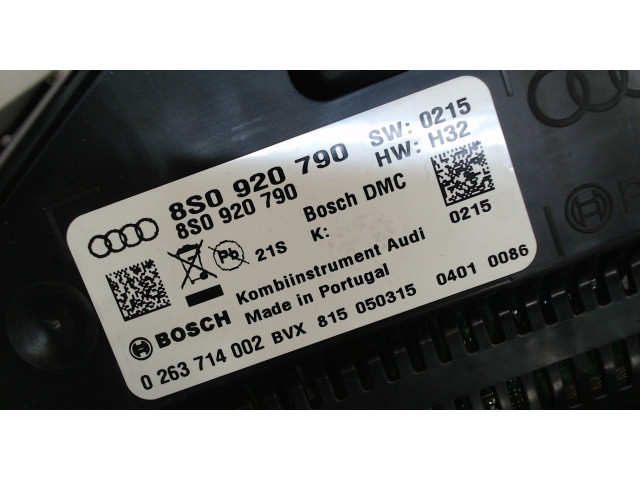 8S0 920 790 SW: 0215
8S0 920 790 HW: H32
Bosch DMC
0215
Pb 21S K:
Kombiinstrument Audi
Made in Portugal
BOSCH
0 263 714 002 BVX 815 050315 0401 0086